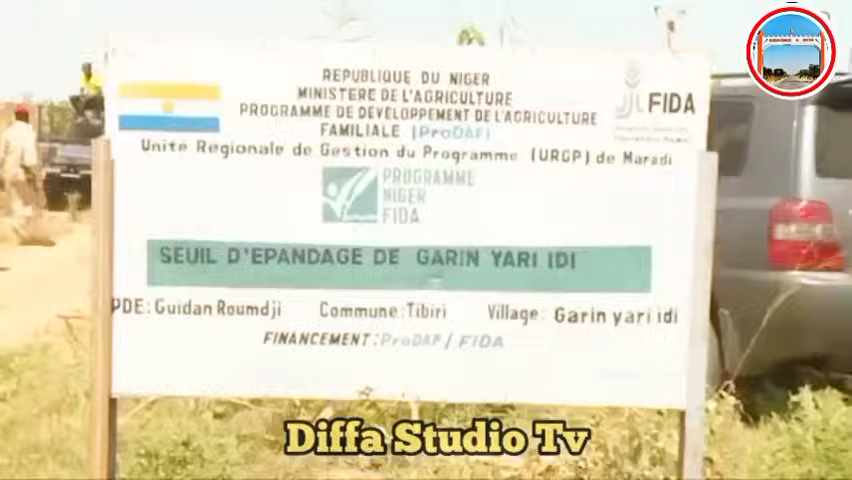 REPUBLIQUE DU NIGER
MINISTERE DE L'AGRICULTURE
PROGRAMME DE DEVELOPPEMENT DE L'AGRICULTURE
FAMILIALE (ProDAF)
Unité Régionale de Gestion du Programme (URGP) de Maradi
FIDA
PROGRAMME
NIGER
FIDA
SEUIL D'EPANDAGE DE GARIN YARI IDI
PDE: Guidan Roumdji Commune: Tibiri Village: Garin yari idi
FINANCEMENT: ProDAF / FIDA
Diffa Studio Tv